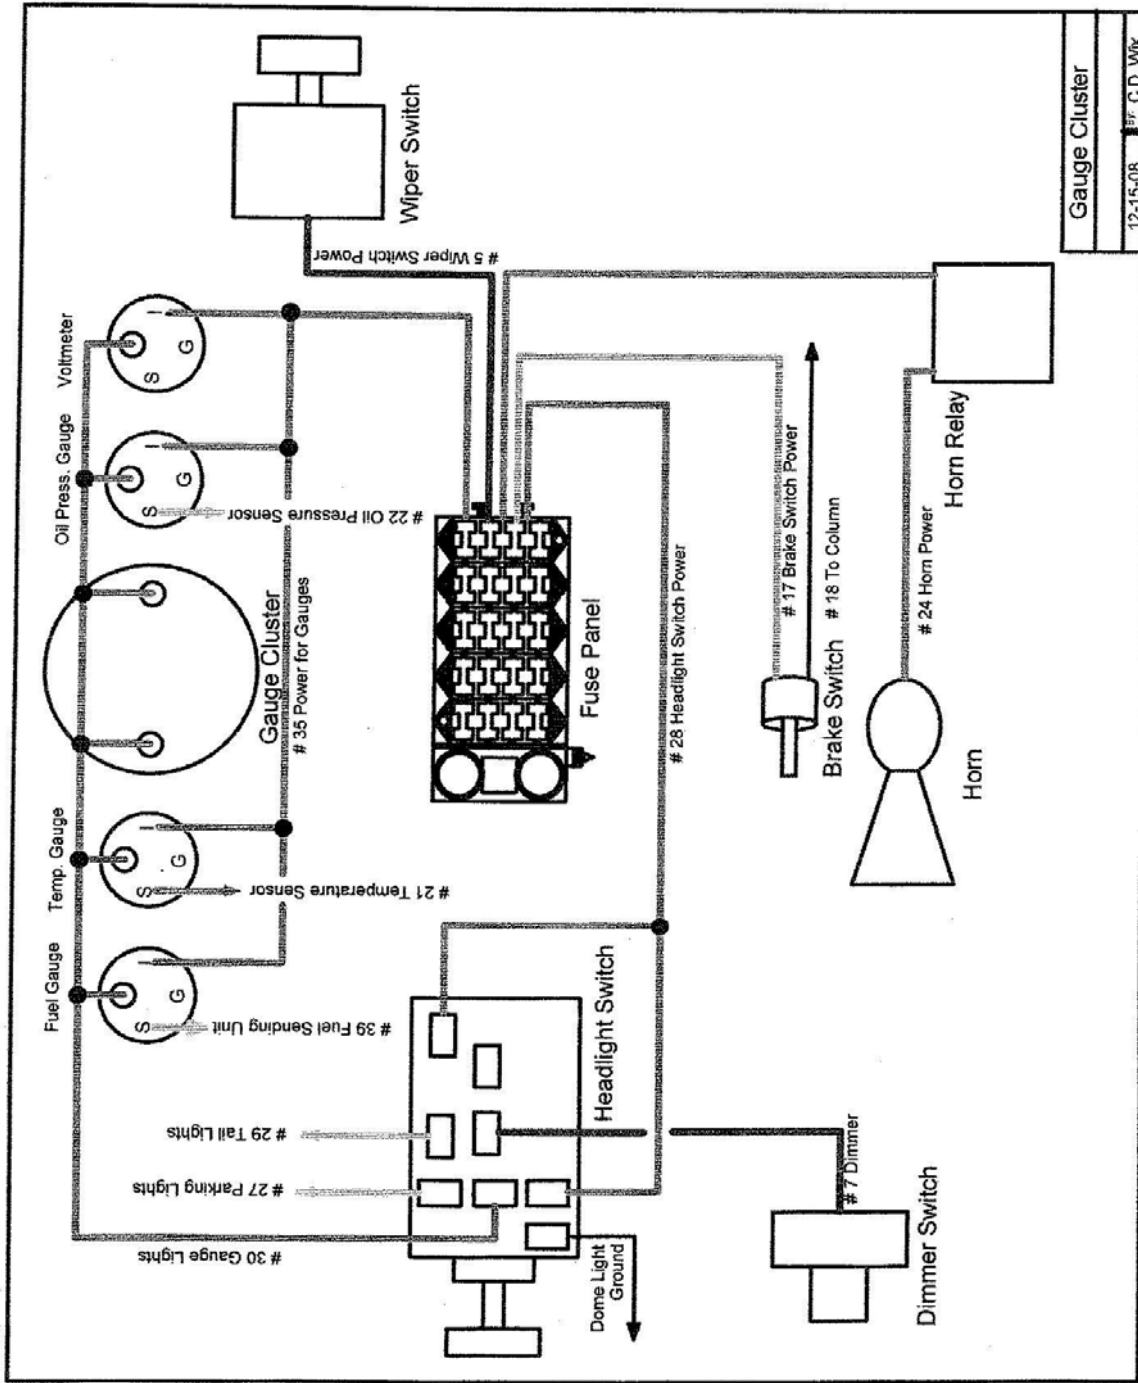 Fuel Gauge
Temp. Gauge
Oil Press. Gauge
Voltmeter
S
I
G
S
I
G
S
I
G
S
I
G
# 39 Fuel Sending Unit
# 21 Temperature Sensor
# 22 Oil Pressure Sensor
Gauge Cluster
# 35 Power for Gauges
# 30 Gauge Lights
# 27 Parking Lights
# 29 Tail Lights
# 5 Wiper Switch Power
Wiper Switch
Fuse Panel
Headlight Switch
Dome Light
Ground
# 28 Headlight Switch Power
# 7 Dimmer
Dimmer Switch
# 17 Brake Switch Power
# 18 To Column
Brake Switch
# 24 Horn Power
Horn
Horn Relay
Gauge Cluster
12-15-08
BY: C.D. Wix